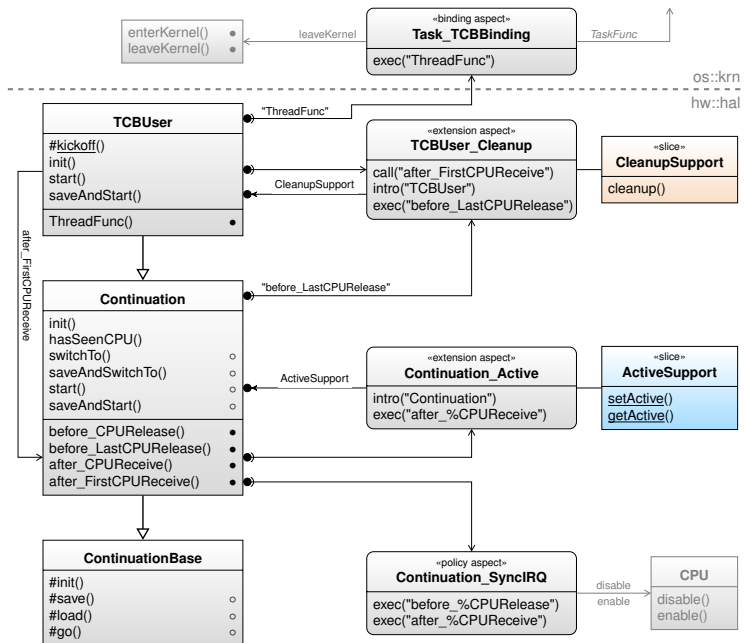 «binding aspect»
Task_TCBBinding
exec("ThreadFunc")
enterKernel()
leaveKernel()
leaveKernel
TaskFunc
os::krn
hw::hal
TCBUser
#kickoff()
init()
start()
saveAndStart()
ThreadFunc()
"ThreadFunc"
«extension aspect»
TCBUser_Cleanup
call("after_FirstCPUReceive")
intro("TCBUser")
exec("before_LastCPURelease")
CleanupSupport
«slice»
CleanupSupport
cleanup()
after_FirstCPUReceive
Continuation
init()
hasSeenCPU()
switchTo()
saveAndSwitchTo()
start()
saveAndStart()
before_CPURelease()
before_LastCPURelease()
after_CPUReceive()
after_FirstCPUReceive()
"before_LastCPURelease"
ActiveSupport
«extension aspect»
Continuation_Active
intro("Continuation")
exec("after_%CPUReceive")
«slice»
ActiveSupport
setActive()
getActive()
ContinuationBase
#init()
#save()
#load()
#go()
«policy aspect»
Continuation_SyncIRQ
exec("before_%CPURelease")
exec("after_%CPUReceive")
disable
enable
CPU
disable()
enable()